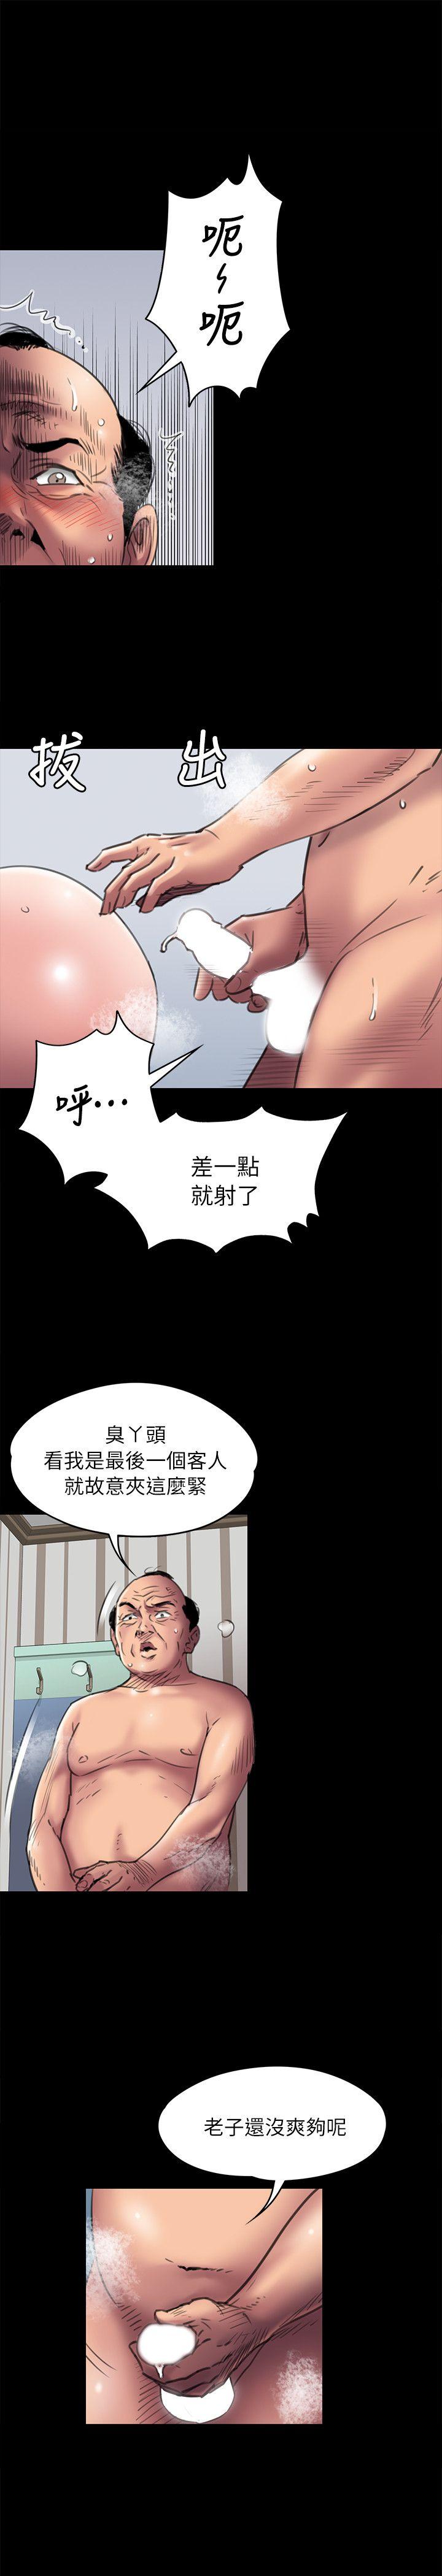 呃~呃
拔 出
呼…
差一點
就射了
臭丫頭
看我是最後一個客人
就故意夾這麼緊
老子還沒爽夠呢